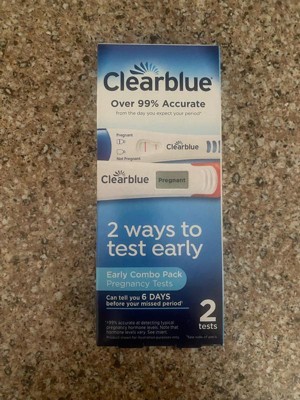 Clearblue®
Over 99% Accurate
from the day you expect your period*
Pregnant
Clearblue
Not Pregnant
Clearblue
Pregnant
2 ways to
test early
Early Combo Pack
Pregnancy Tests
Can tell you 6 DAYS
before your missed period†
2
tests
hormone levels